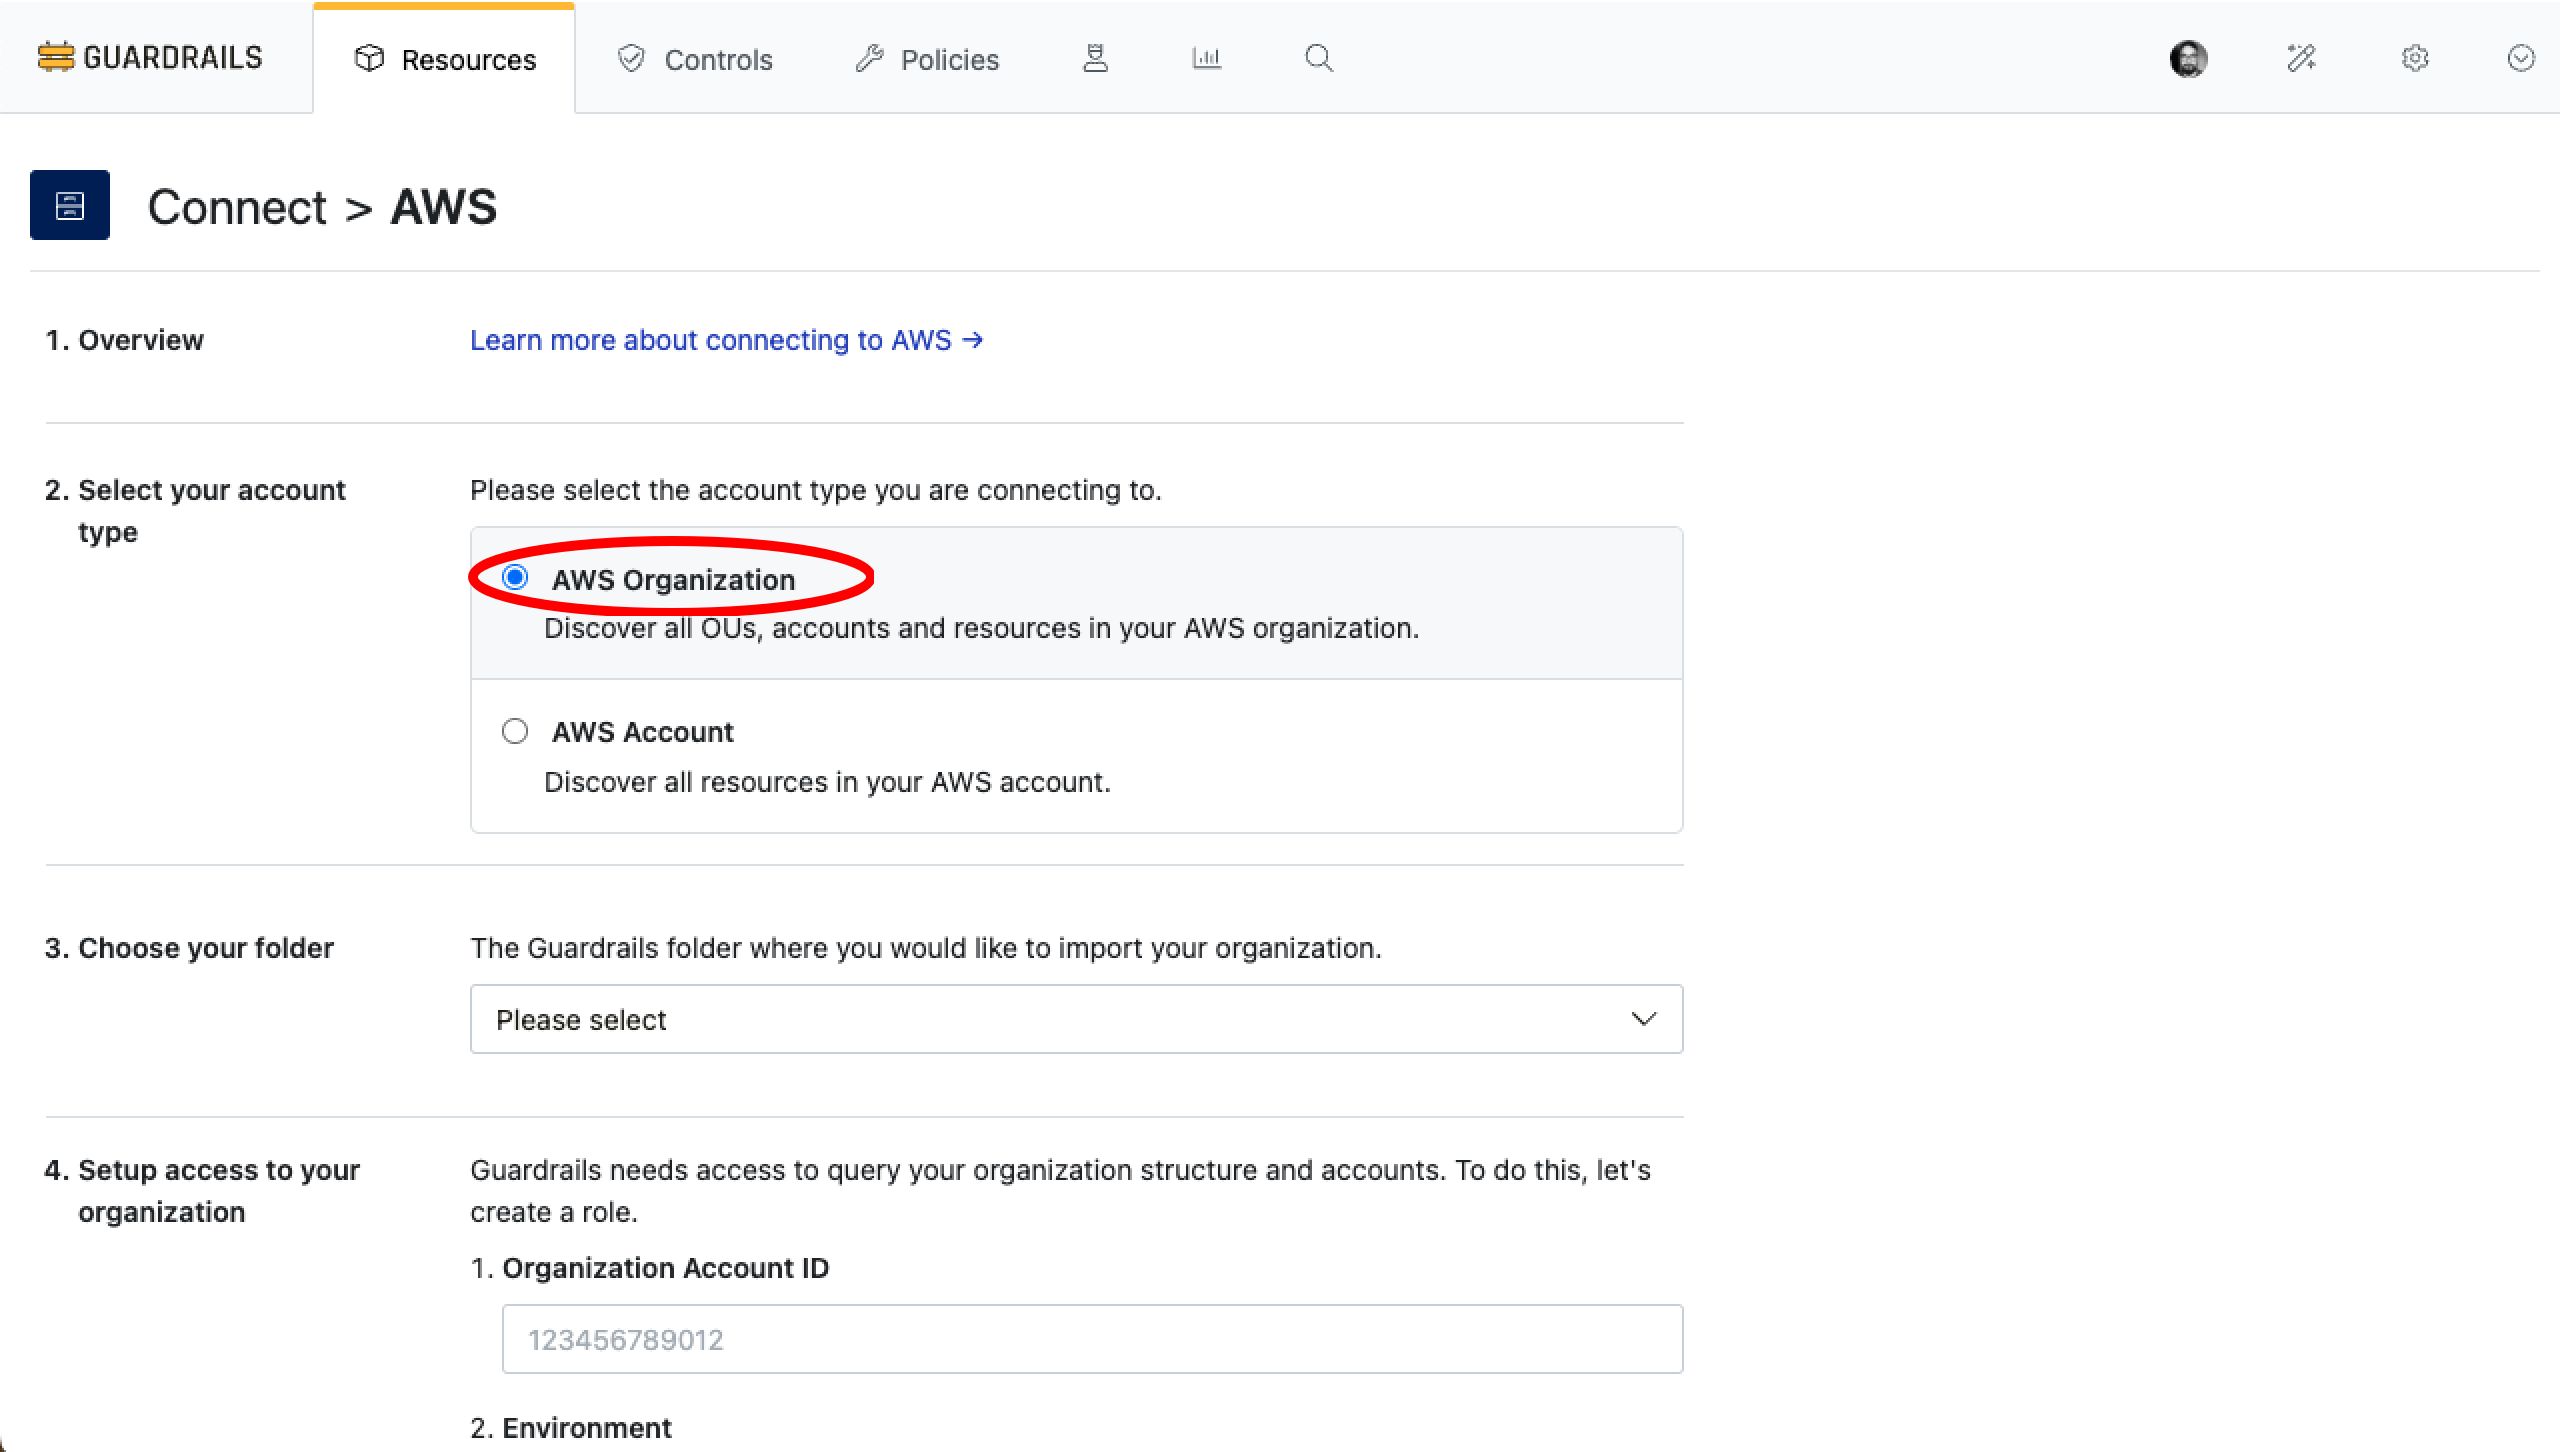 GUARDRAILS
Resources
Controls
Policies
Connect > AWS
1. Overview
Learn more about connecting to AWS →
2. Select your account
type
Please select the account type you are connecting to.
AWS Organization
Discover all OUs, accounts and resources in your AWS organization.
AWS Account
Discover all resources in your AWS account.
3. Choose your folder
The Guardrails folder where you would like to import your organization.
Please select
4. Setup access to your
organization
Guardrails needs access to query your organization structure and accounts. To do this, let's
create a role.
1. Organization Account ID
123456789012
2. Environment